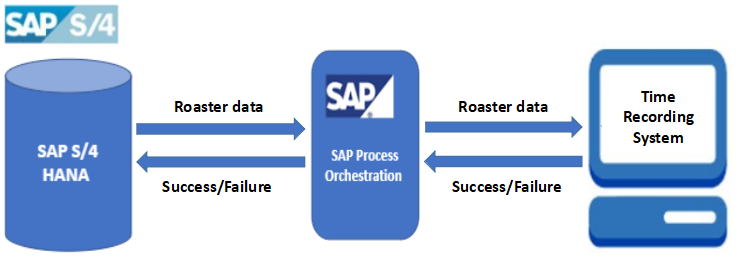 SAP S/4
SAP S/4
HANA
Roaster data
Success/Failure
SAP
®
SAP Process
Orchestration
Roaster data
Success/Failure
Time
Recording
System